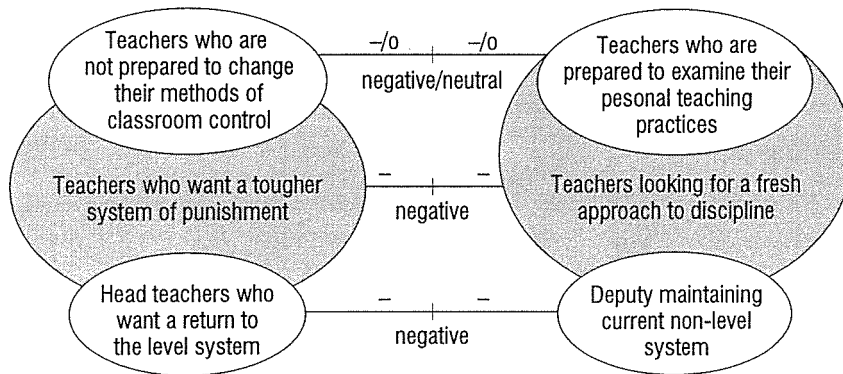 Teachers who are
not prepared to change
their methods of
classroom control
–/o –/o
negative/neutral
Teachers who are
prepared to examine their
pesonal teaching
practices
Teachers who want a tougher
system of punishment
– –
negative
Teachers looking for a fresh
approach to discipline
Head teachers who
want a return to
the level system
– –
negative
Deputy maintaining
current non-level
system